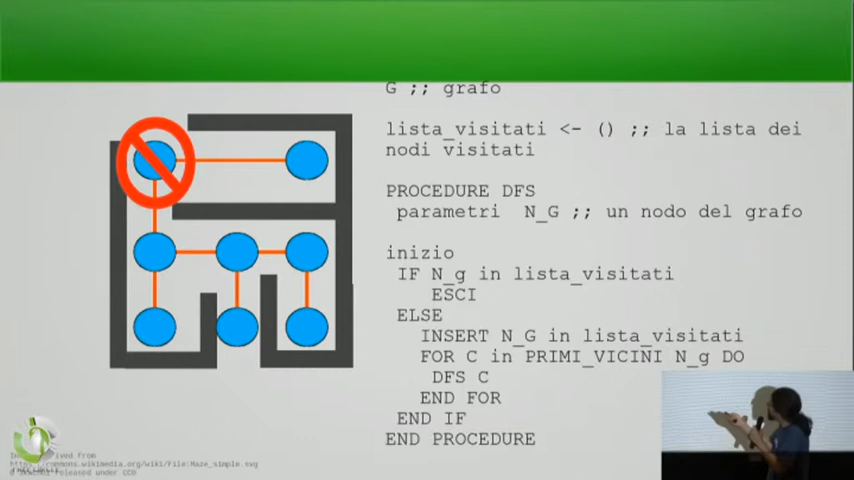 G ;; grafo
lista_visitati <- () ;; la lista dei
nodi visitati
PROCEDURE DFS
parametri N_G ;; un nodo del grafo
inizio
IF N_g in lista_visitati
ESCI
ELSE
INSERT N_G in lista_visitati
FOR C in PRIMI_VICINI N_g DO
DFS C
END FOR
END IF
END PROCEDURE
from
https://commons.wikimedia.org/wiki/File:Maze_simple.svg
released under CC0